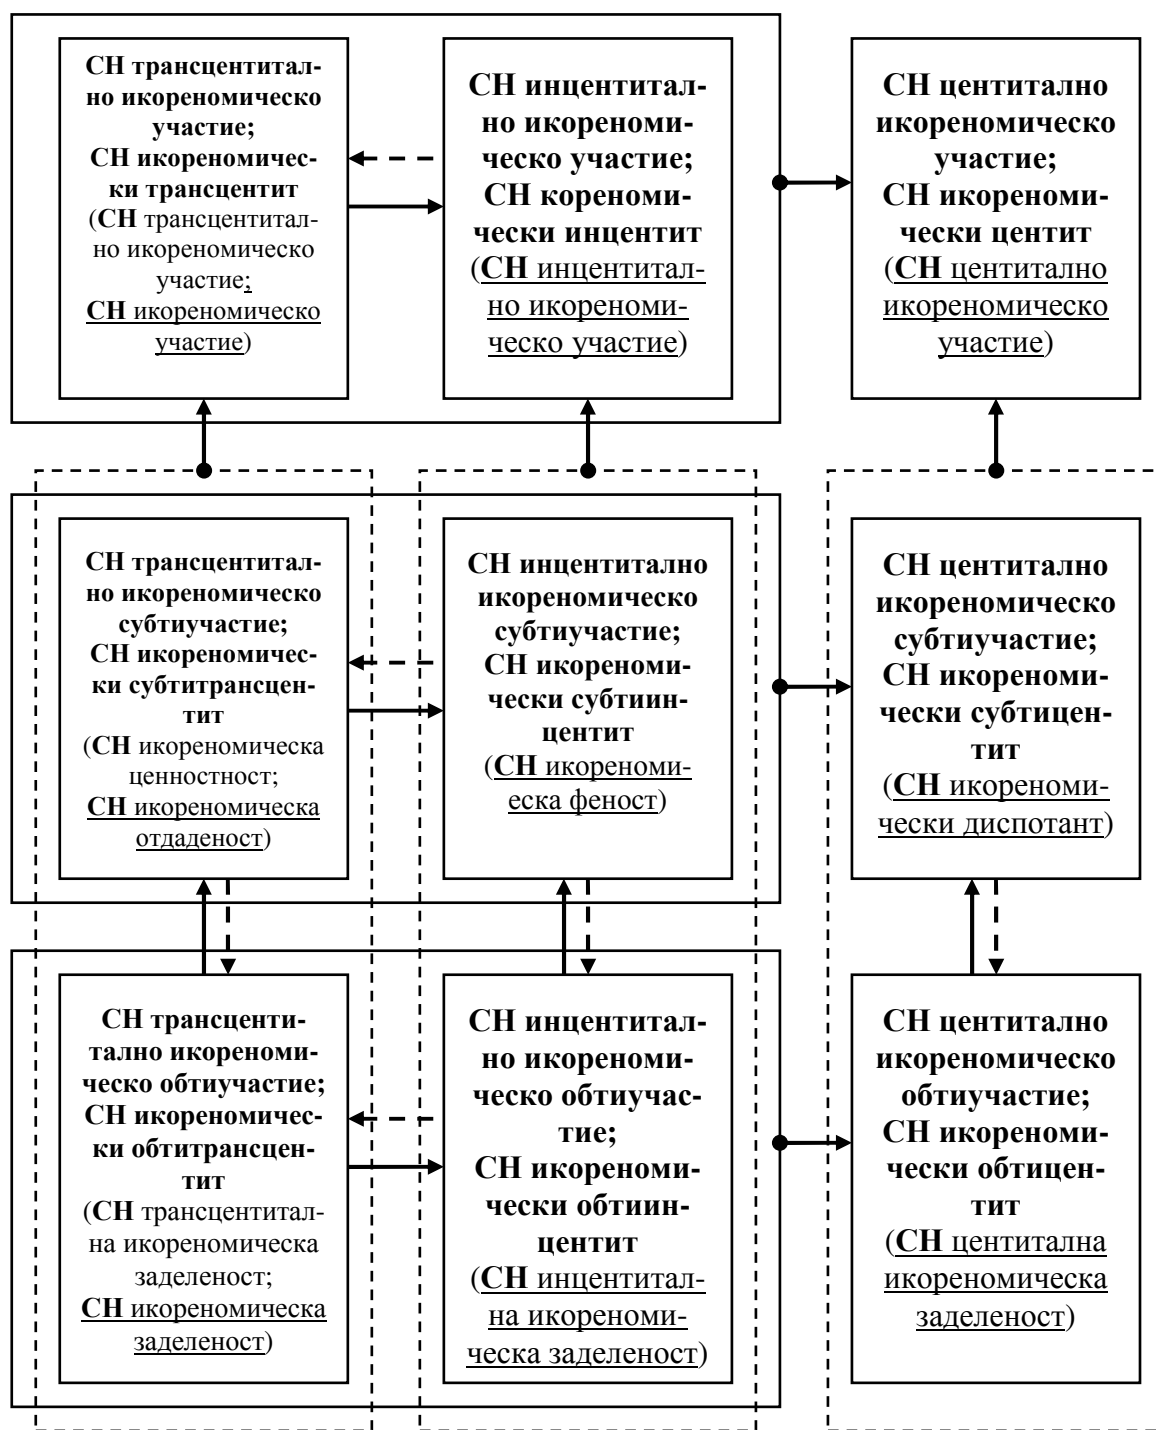 СН трансцентитал-
но икореномическо
участие;
СН икореномичес-
ки трансцентит
(СН трансцентитал-
но икореномическо
участие;
СН икореномическо
участие)
СН инцентитал-
но икореноми-
ческо участие;
СН кореноми-
чески инцентит
(СН инцентитал-
но икореноми-
ческо участие)
СН центитално
икореномическо
участие;
СН икореноми-
чески центит
(СН центитално
икореномическо
участие)
СН трансцентитал-
но икореномическо
субтиучастие;
СН икореномичес-
ки субтитрансцен-
тит
(СН икореномическа
ценностност;
СН икореномическа
отдаденост)
СН инцентитално
икореномическо
субтиучастие;
СН икореноми-
чески субтиин-
центит
(СН икореноми-
еска феност)
СН центитално
икореномическо
субтиучастие;
СН икореноми-
чески субтицен-
тит
(СН икореноми-
чески диспотант)
СН трансценти-
тално икореноми-
ческо обтиучастие;
СН икореномичес-
ки обтитрансцен-
тит
(СН трансцентитал-
на икореномическа
заделеност;
СН икореномическа
заделеност)
СН инцентитал-
но икореноми-
ческо обтиучас-
тие;
СН икореноми-
чески обтиин-
центит
(СН инцентитал-
на икореноми-
ческа заделеност)
СН центитално
икореномическо
обтиучастие;
СН икореноми-
чески обтицен-
тит
(СН центитална
икореномическа
заделеност)